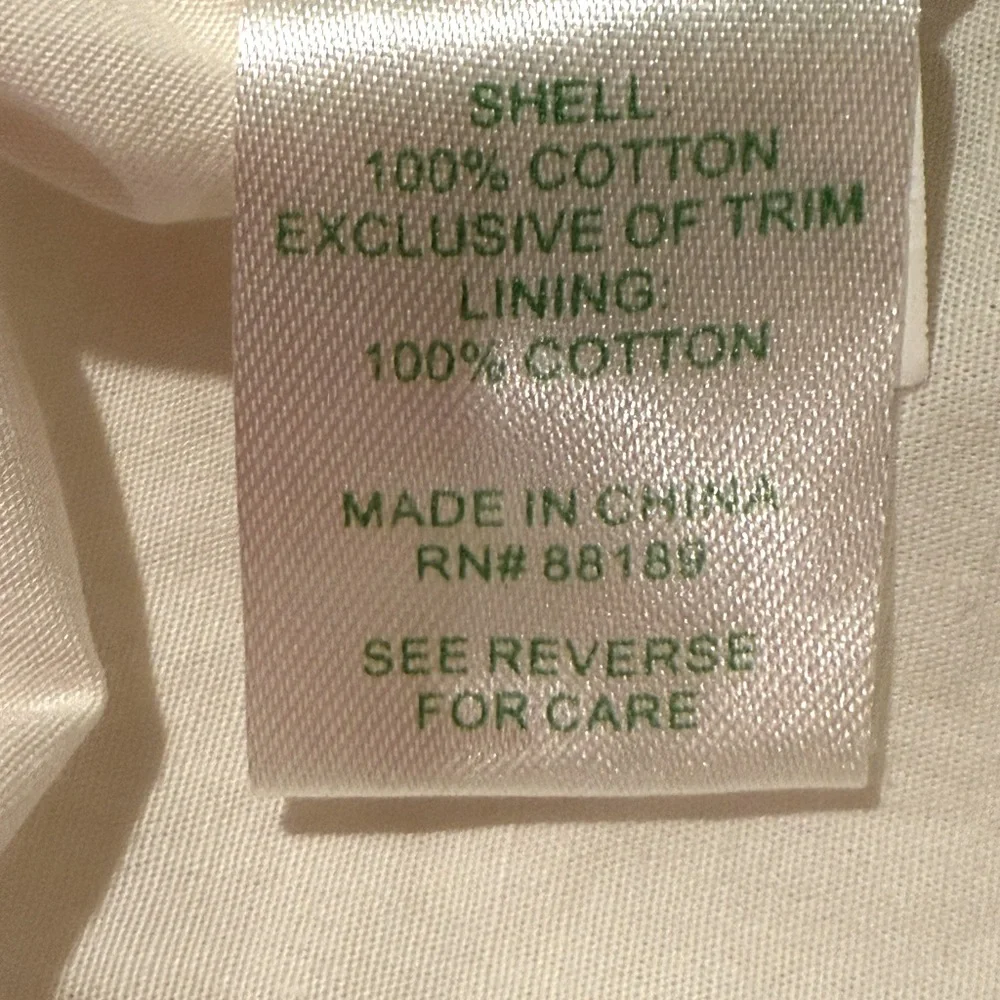 SHELL:
100% COTTON
EXCLUSIVE OF TRIM
LINING:
100% COTTON
MADE IN CHINA
RN# 88189
SEE REVERSE
FOR CARE